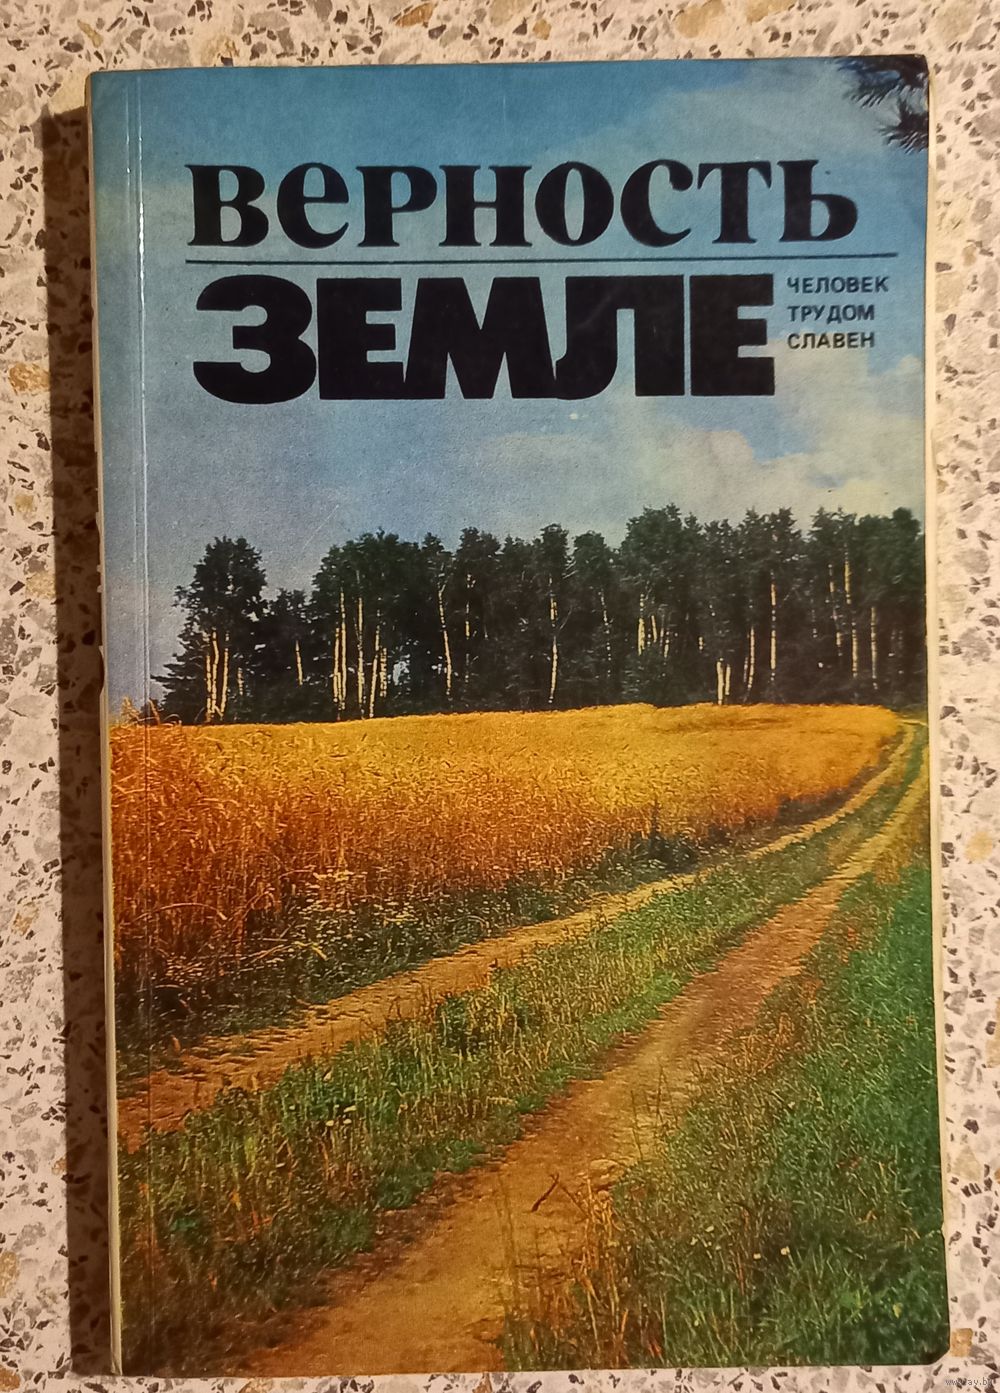 верность
ЗЕМЛЕ
ЧЕЛОВЕК
ТРУДОМ
СЛАВЕН